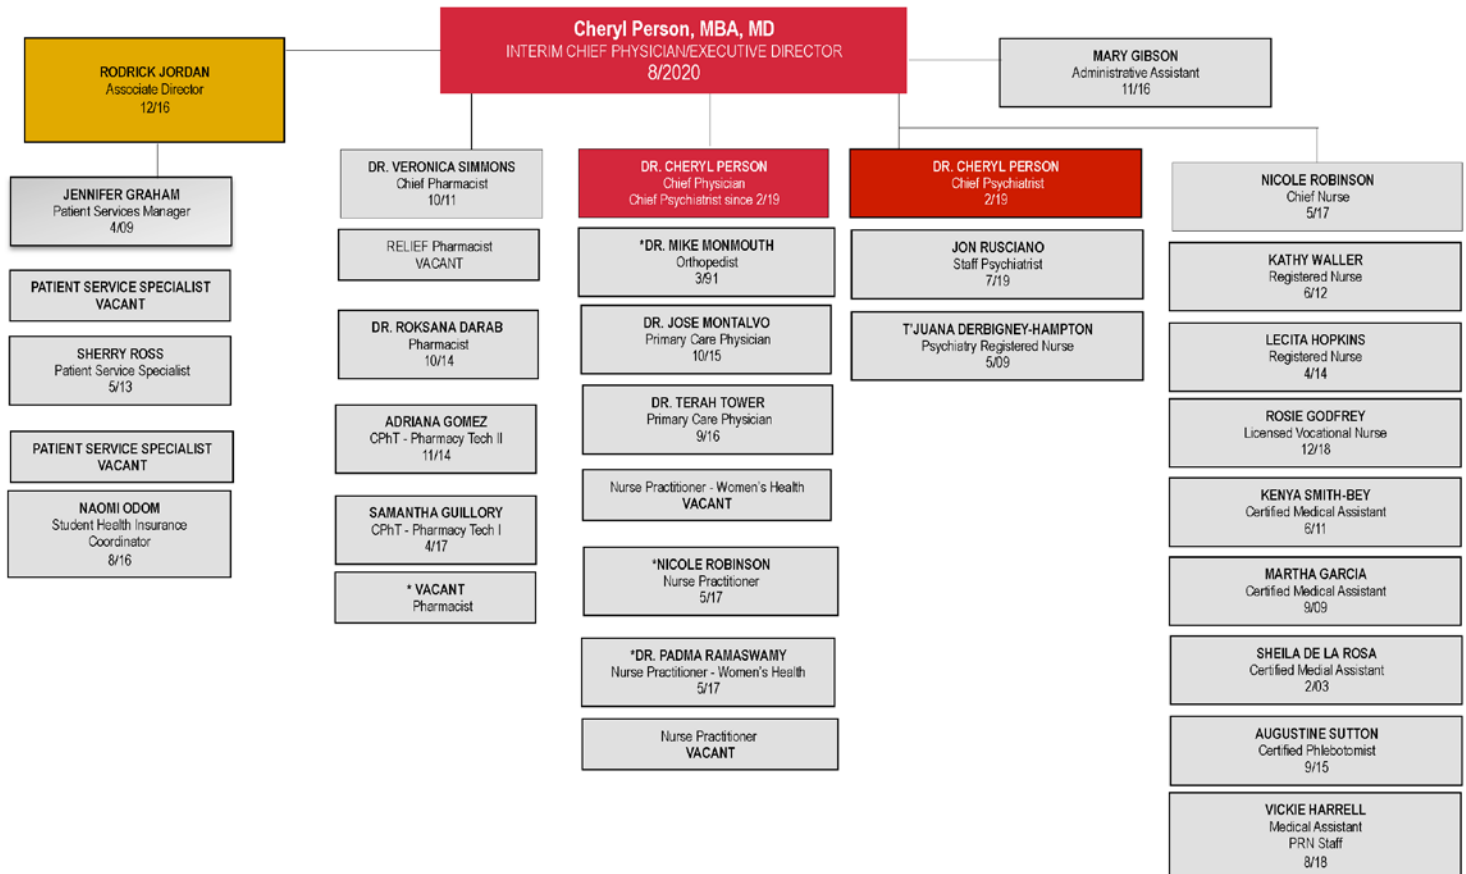 Cheryl Person, MBA, MD
INTERIM CHIEF PHYSICIAN/EXECUTIVE DIRECTOR
8/2020
RODRICK JORDAN
Associate Director
12/16
MARY GIBSON
Administrative Assistant
11/16
JENNIFER GRAHAM
Patient Services Manager
4/09
PATIENT SERVICE SPECIALIST
VACANT
SHERRY ROSS
Patient Service Specialist
5/13
PATIENT SERVICE SPECIALIST
VACANT
NAOMI ODOM
Student Health Insurance
Coordinator
8/16
DR. VERONICA SIMMONS
Chief Pharmacist
10/11
RELIEF Pharmacist
VACANT
DR. ROKSANA DARAB
Pharmacist
10/14
ADRIANA GOMEZ
CPhT - Pharmacy Tech II
11/14
SAMANTHA GUILLORY
CPhT - Pharmacy Tech I
4/17
* VACANT
Pharmacist
DR. CHERYL PERSON
Chief Physician
Chief Psychiatrist since 2/19
*DR. MIKE MONMOUTH
Orthopedist
3/91
DR. JOSE MONTALVO
Primary Care Physician
10/15
DR. TERAH TOWER
Primary Care Physician
9/16
Nurse Practitioner - Women's Health
VACANT
*NICOLE ROBINSON
Nurse Practitioner
5/17
*DR. PADMA RAMASWAMY
Nurse Practitioner - Women's Health
5/17
Nurse Practitioner
VACANT
DR. CHERYL PERSON
Chief Psychiatrist
2/19
JON RUSCIANO
Staff Psychiatrist
7/19
T'JUANA DERBIGNEY-HAMPTON
Psychiatry Registered Nurse
5/09
NICOLE ROBINSON
Chief Nurse
5/17
KATHY WALLER
Registered Nurse
6/12
LECITA HOPKINS
Registered Nurse
4/14
ROSIE GODFREY
Licensed Vocational Nurse
12/18
KENYA SMITH-BEY
Certified Medical Assistant
6/11
MARTHA GARCIA
Certified Medical Assistant
9/09
SHEILA DE LA ROSA
Certified Medial Assistant
2/03
AUGUSTINE SUTTON
Certified Phlebotomist
9/15
VICKIE HARRELL
Medical Assistant
PRN Staff
8/18